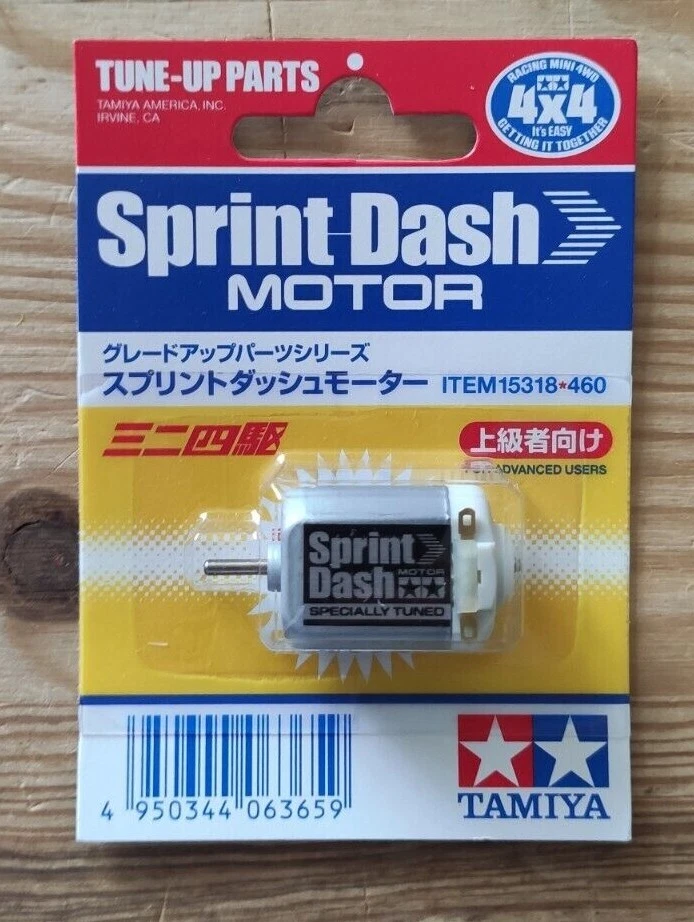 TUNE-UP PARTS
TAMIYA AMERICA, INC.
IRVINE, CA
RACING MINI 4WD
4x4
It's EASY
GETTING IT TOGETHER
Sprint-Dash
MOTOR
グレードアップパーツシリーズ
スプリントダッシュモーター ITEM15318*460
ミニ四駆
上級者向け
FOR ADVANCED USERS
Sprint
Dash MOTOR
SPECIALLY TUNED
4 950344 063659
TAMIYA